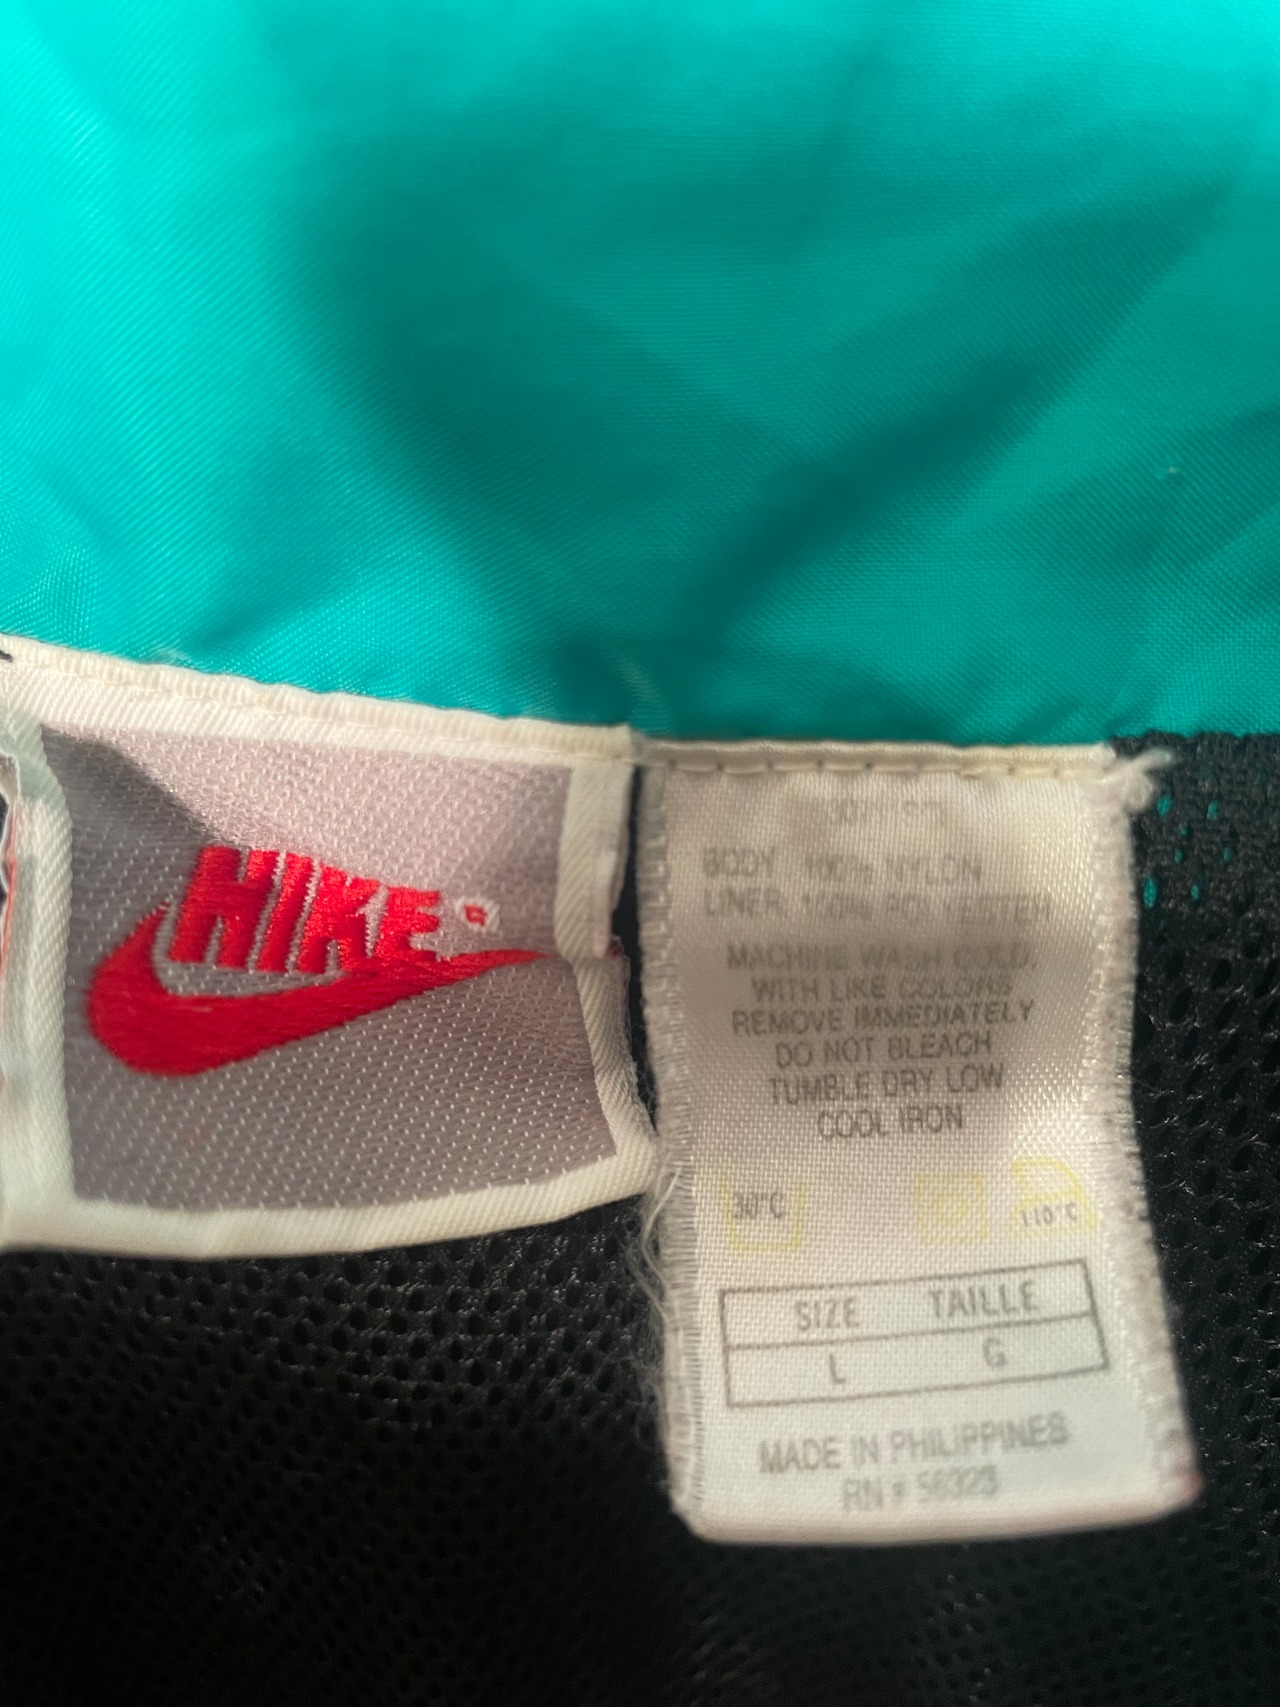 NIKE
BODY 100% NYLON
LINER 100% POLYESTER
MACHINE WASH COLD,
WITH LIKE COLORS
REMOVE IMMEDIATELY
DO NOT BLEACH
TUMBLE DRY LOW
COOL IRON
30°C 110°C
SIZE TAILLE
L G
MADE IN PHILIPPINES
RN # 56323